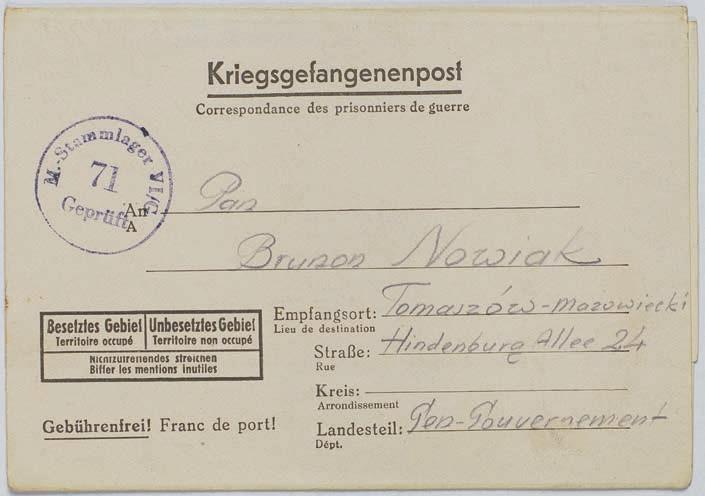 Kriegsgefangenenpost
Correspondance des prisonniers de guerre
M.-Stammlager VI/G
71
Geprüft
An Pan
A
Brunon Nowiak
Besetztes Gebiet
Territoire occupé
Unbesetztes Gebiet
Territoire non occupé
Nichtzutreffendes streichen
Biffer les mentions inutiles
Gebührenfrei! Franc de port!
Empfangsort: Tomaszów-Mazowiecki
Lieu de destination
Straße: Hindenburg Allee 24
Rue
Kreis:
Arrondissement
Landesteil: Gen-Gouvernement
Dépt.